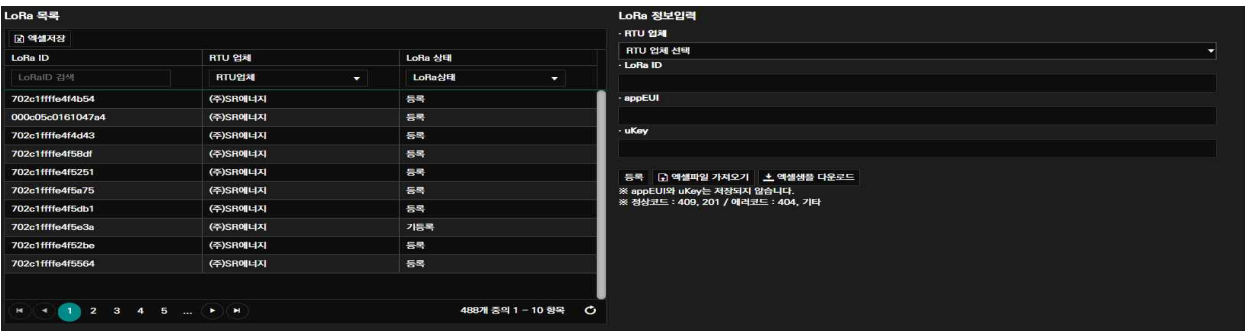 LoRa 목록
엑셀저장
LoRa ID RTU 업체 LoRa 상태
LoRaID 검색 RTU업체 LoRa상태
702c1ffffe4f4b54 (주)SR에너지 등록
000c05c0161047a4 (주)SR에너지 등록
702c1ffffe4f4d43 (주)SR에너지 등록
702c1ffffe4f58df (주)SR에너지 등록
702c1ffffe4f5251 (주)SR에너지 등록
702c1ffffe4f5a75 (주)SR에너지 등록
702c1ffffe4f5db1 (주)SR에너지 등록
702c1ffffe4f5e3a (주)SR에너지 기등록
702c1ffffe4f52be (주)SR에너지 등록
702c1ffffe4f5564 (주)SR에너지 등록
1 2 3 4 5 ... 488개 중의 1 - 10 항목
LoRa 정보입력
· RTU 업체
RTU 업체 선택
· LoRa ID
· appEUI
· uKey
등록 엑셀파일 가져오기 엑셀샘플 다운로드
※ appEUI와 uKey는 저장되지 않습니다.
※ 정상코드 : 409, 201 / 에러코드 : 404, 기타